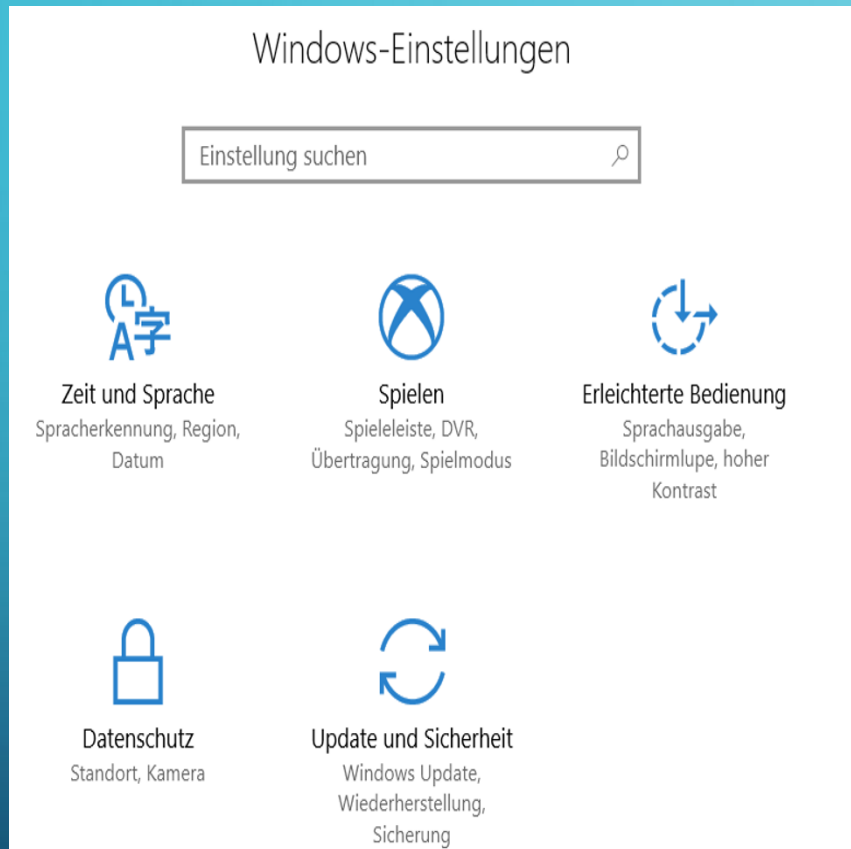 Windows-Einstellungen
Einstellung suchen
Zeit und Sprache
Spracherkennung, Region,
Datum
Spielen
Spieleleiste, DVR,
Übertragung, Spielmodus
Erleichterte Bedienung
Sprachausgabe,
Bildschirmlupe, hoher
Kontrast
Datenschutz
Standort, Kamera
Update und Sicherheit
Windows Update,
Wiederherstellung,
Sicherung